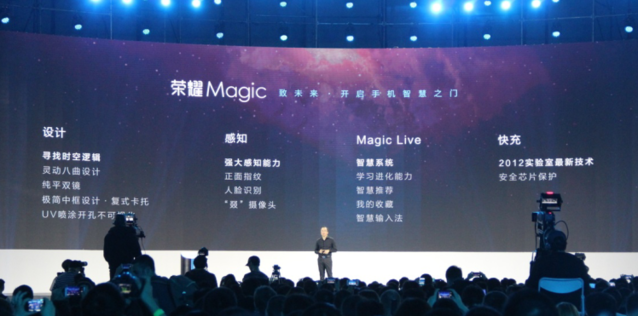 荣耀Magic 致未来·开启手机智慧之门
设计
寻找时空逻辑
灵动八曲设计
纯平双镜
极简中框设计·复式卡托
UV喷涂开孔不可
感知
强大感知能力
正面指纹
人脸识别
摄像头
Magic Live
智慧系统
学习进化能力
智慧推荐
我的收藏
智慧输入法
快充
2012实验室最新技术
安全芯片保护